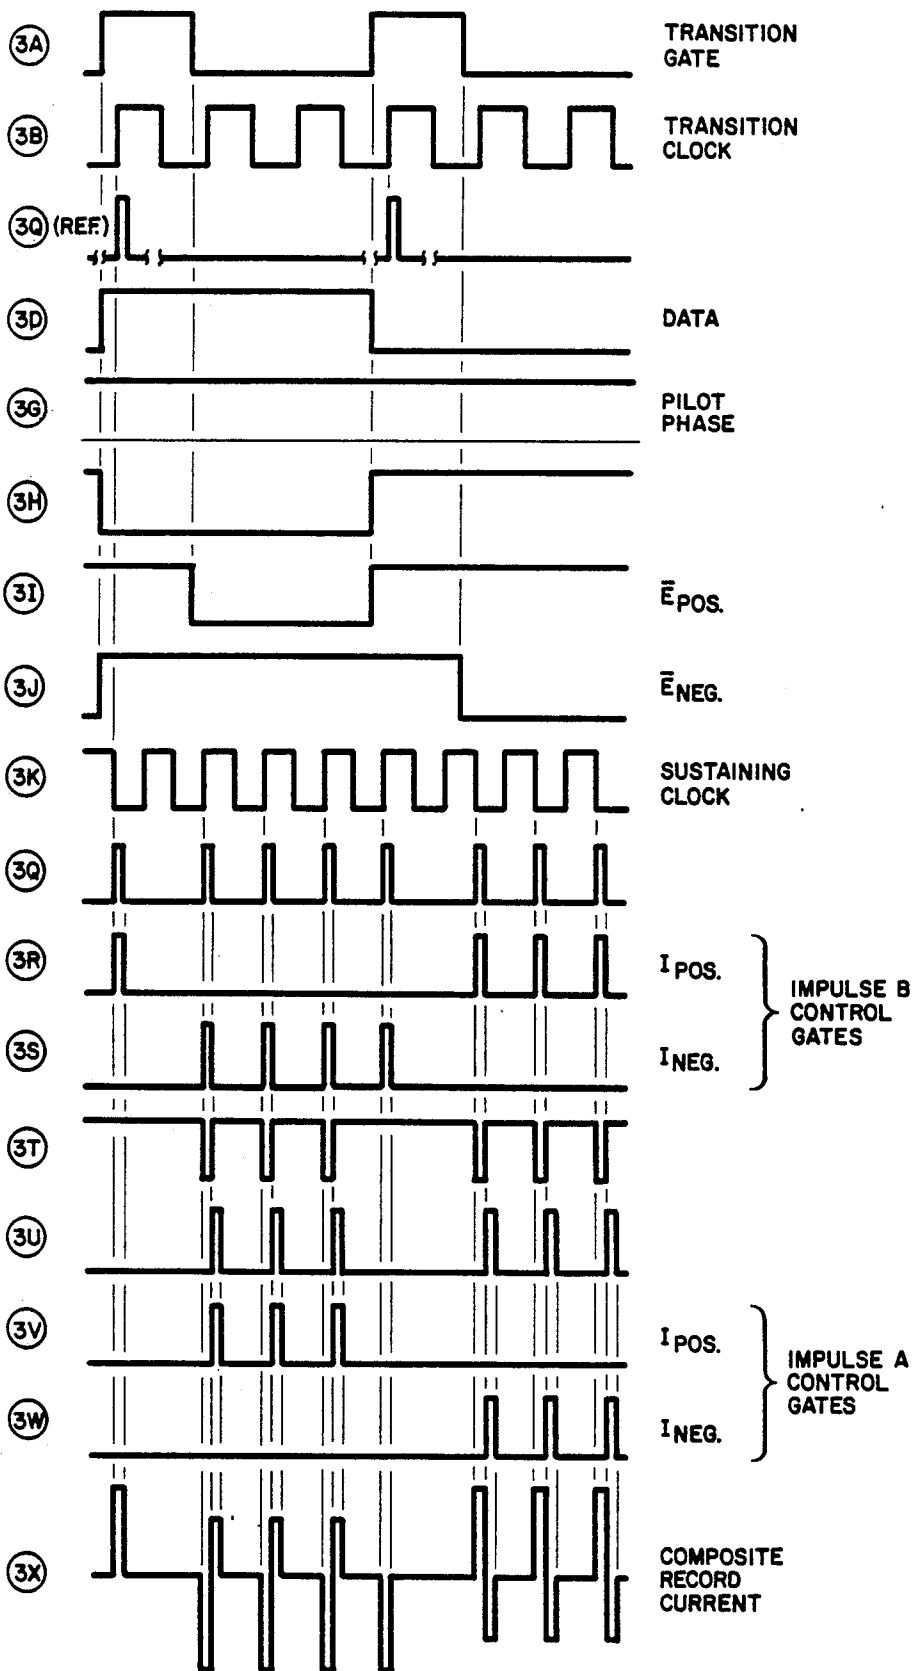 3A
TRANSITION
GATE
3B
TRANSITION
CLOCK
3Q (REF.)
3D
DATA
3G
PILOT
PHASE
3H
3I
E̅ POS.
3J
E̅ NEG.
3K
SUSTAINING
CLOCK
3Q
3R
I POS.
3S
I NEG.
IMPULSE B
CONTROL
GATES
3T
3U
3V
I POS.
3W
I NEG.
IMPULSE A
CONTROL
GATES
3X
COMPOSITE
RECORD
CURRENT